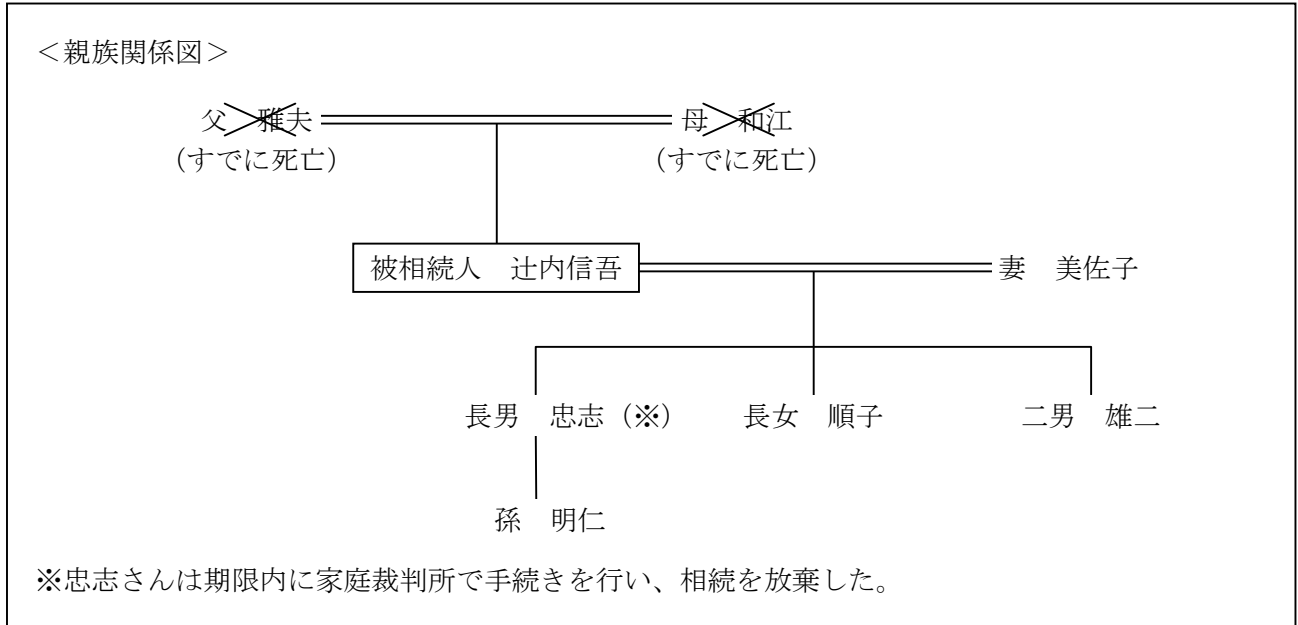 ＜親族関係図＞
父　雅夫　母　和江
（すでに死亡）　（すでに死亡）
被相続人　辻内信吾　妻　美佐子
長男　忠志（※）　長女　順子　二男　雄二
孫　明仁
※忠志さんは期限内に家庭裁判所で手続きを行い、相続を放棄した。